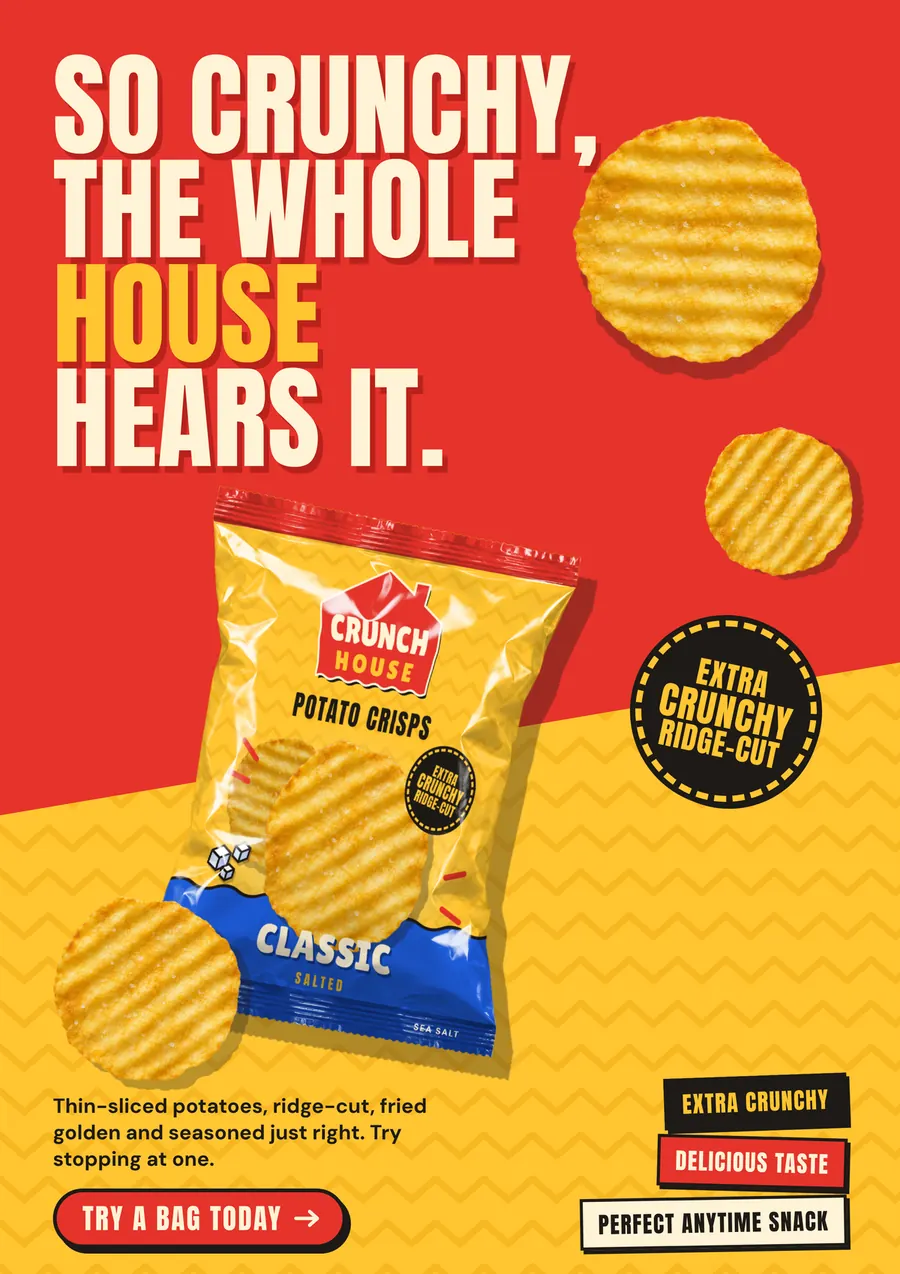 SO CRUNCHY,
THE WHOLE
HOUSE
HEARS IT.
CRUNCH
HOUSE
POTATO CRISPS
EXTRA
CRUNCHY
RIDGE-CUT
CLASSIC
SALTED
SEA SALT
EXTRA
CRUNCHY
RIDGE-CUT
Thin-sliced potatoes, ridge-cut, fried
golden and seasoned just right. Try
stopping at one.
TRY A BAG TODAY →
EXTRA CRUNCHY
DELICIOUS TASTE
PERFECT ANYTIME SNACK